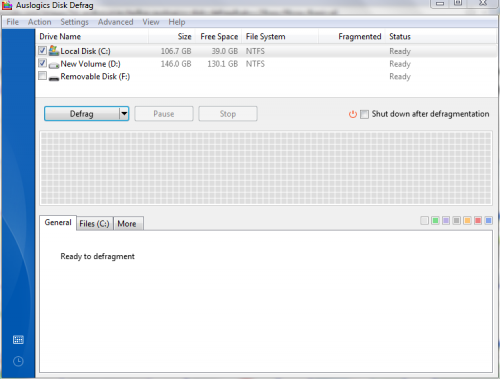 Auslogics Disk Defrag
File Action Settings Advanced View Help
Drive Name Size Free Space File System Fragmented Status
Local Disk (C:) 106.7 GB 39.0 GB NTFS Ready
New Volume (D:) 146.0 GB 130.1 GB NTFS Ready
Removable Disk (F:) Ready
Defrag Pause Stop Shut down after defragmentation
General Files (C:) More
Ready to defragment